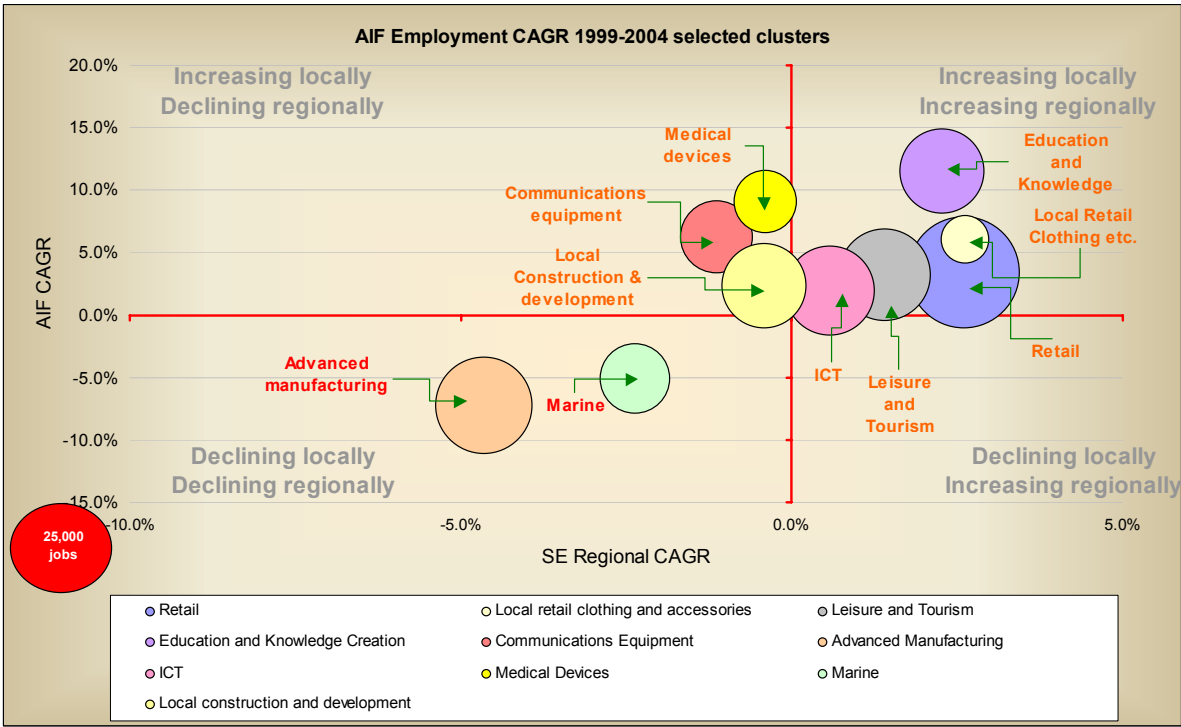 AIF Employment CAGR 1999-2004 selected clusters
20.0%
15.0%
10.0%
5.0%
0.0%
-5.0%
-10.0%
-15.0%
AIF CAGR
Increasing locally
Declining regionally
Increasing locally
Increasing regionally
Medical
devices
Education
and
Knowledge
Communications
equipment
Local Retail
Clothing etc.
Local
Construction &
development
Retail
ICT
Leisure
and
Tourism
Advanced
manufacturing
Marine
Declining locally
Declining regionally
Declining locally
Increasing regionally
-10.0%
-5.0%
0.0%
5.0%
SE Regional CAGR
25,000
jobs
Retail
Local retail clothing and accessories
Leisure and Tourism
Education and Knowledge Creation
Communications Equipment
Advanced Manufacturing
ICT
Medical Devices
Marine
Local construction and development